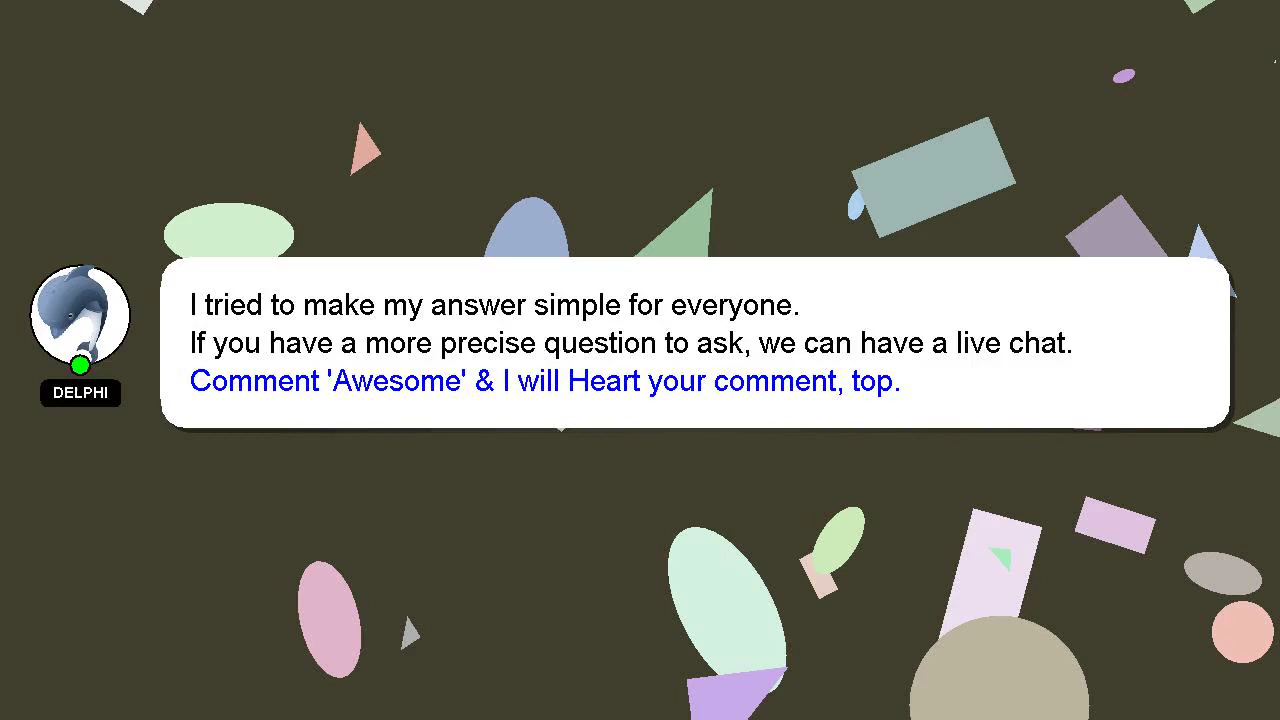 I tried to make my answer simple for everyone.
If you have a more precise question to ask, we can have a live chat.
Comment 'Awesome' & I will Heart your comment, top.
DELPHI